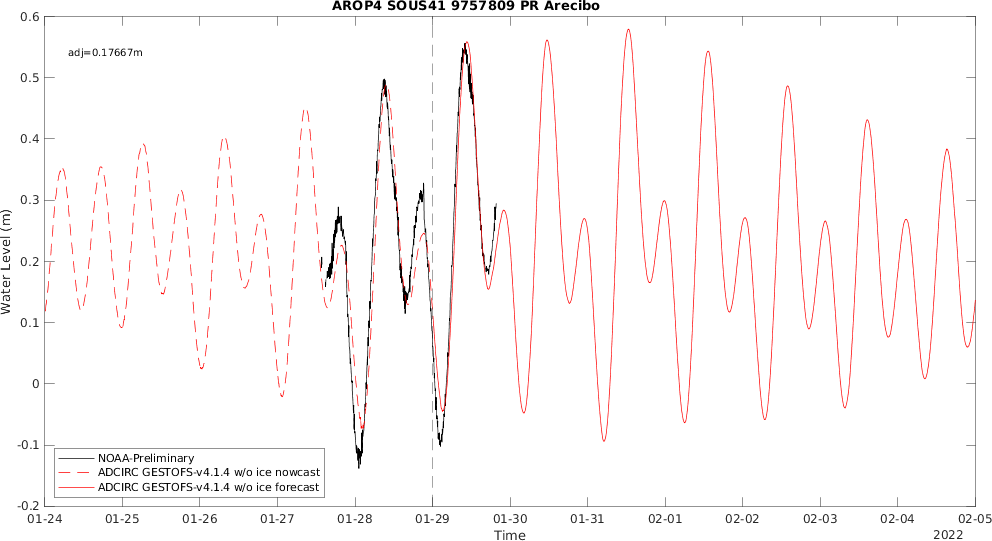 AROP4 SOUS41 9757809 PR Arecibo
0.6
adj=0.17667m
0.5
0.4
0.3
0.2
0.1
0
-0.1
-0.2
Water Level (m)
NOAA-Preliminary
ADCIRC GESTOFS-v4.1.4 w/o ice nowcast
ADCIRC GESTOFS-v4.1.4 w/o ice forecast
01-24 01-25 01-26 01-27 01-28 01-29 01-30 01-31 02-01 02-02 02-03 02-04 02-05
Time
2022